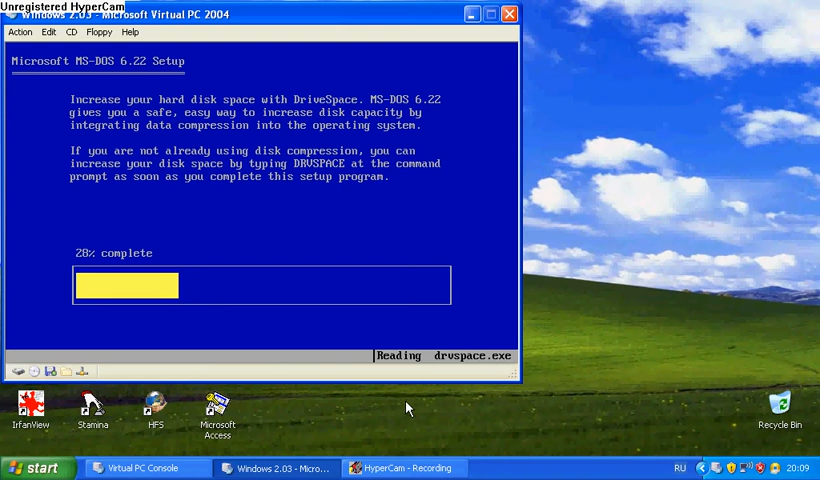 Unregistered HyperCam
Windows 2.03 - Microsoft Virtual PC 2004
Action Edit CD Floppy Help
Microsoft MS-DOS 6.22 Setup
Increase your hard disk space with DriveSpace. MS-DOS 6.22
gives you a safe, easy way to increase disk capacity by
integrating data compression into the operating system.
If you are not already using disk compression, you can
increase your disk space by typing DRVSPACE at the command
prompt as soon as you complete this setup program.
28% complete
Reading drvspace.exe
IrfanView
Stamina
HFS
Microsoft
Access
Recycle Bin
start
Virtual PC Console
Windows 2.03 - Micro...
HyperCam - Recording
RU
20:09